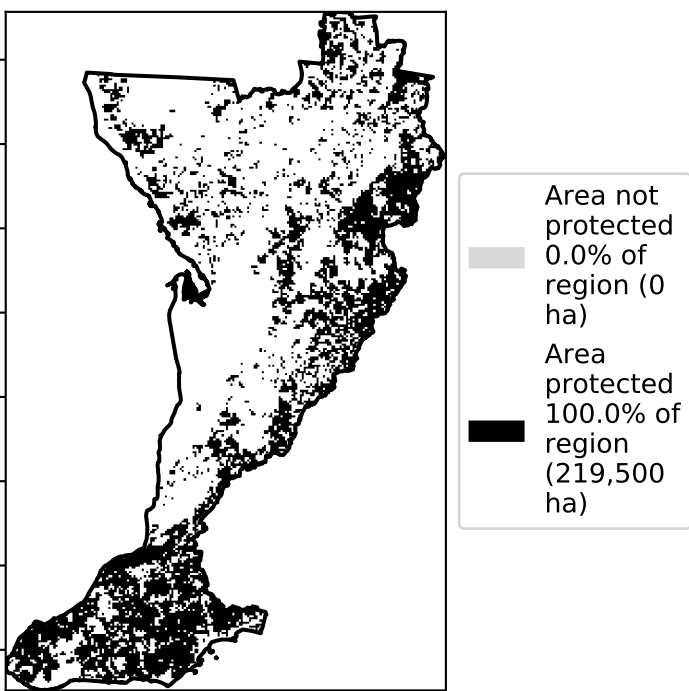 Area not
protected
0.0% of
region (0
ha)
Area
protected
100.0% of
region
(219,500
ha)